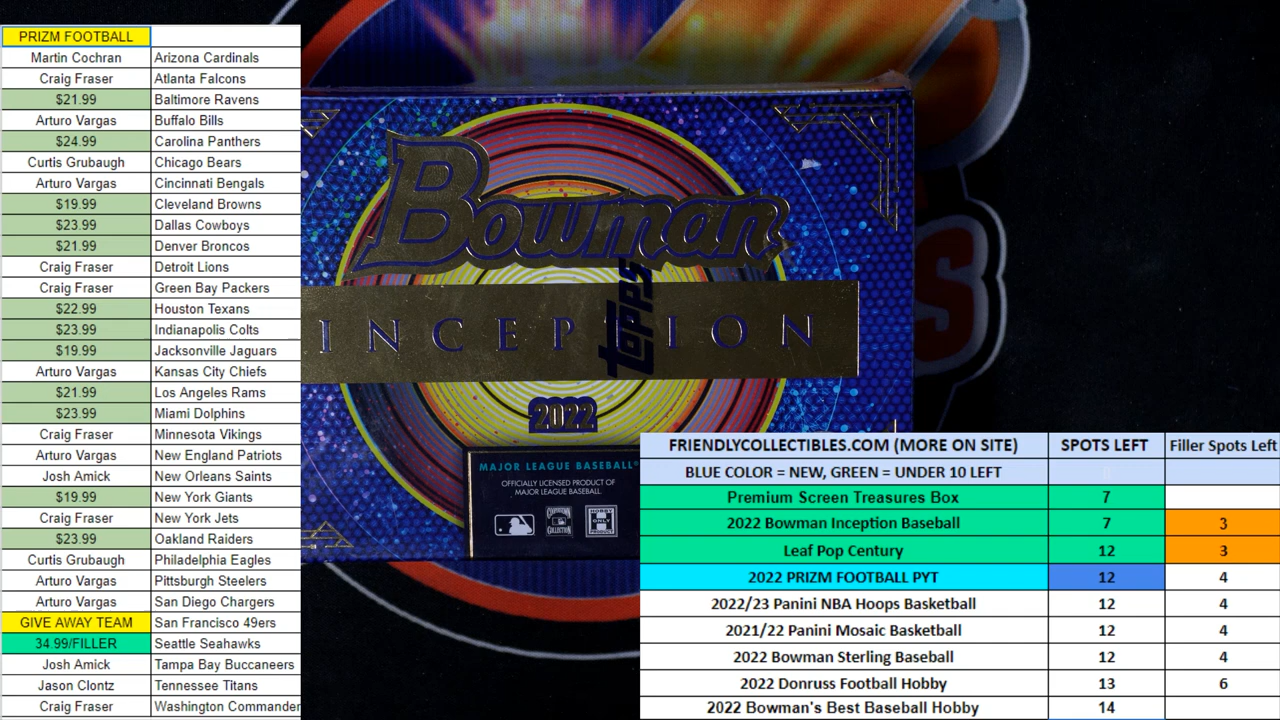 PRIZM FOOTBALL
Martin Cochran Arizona Cardinals
Craig Fraser Atlanta Falcons
$21.99 Baltimore Ravens
Arturo Vargas Buffalo Bills
$24.99 Carolina Panthers
Curtis Grubaugh Chicago Bears
Arturo Vargas Cincinnati Bengals
$19.99 Cleveland Browns
$23.99 Dallas Cowboys
$21.99 Denver Broncos
Craig Fraser Detroit Lions
Craig Fraser Green Bay Packers
$22.99 Houston Texans
$23.99 Indianapolis Colts
$19.99 Jacksonville Jaguars
Arturo Vargas Kansas City Chiefs
$21.99 Los Angeles Rams
$23.99 Miami Dolphins
Craig Fraser Minnesota Vikings
Arturo Vargas New England Patriots
Josh Amick New Orleans Saints
$19.99 New York Giants
Craig Fraser New York Jets
$23.99 Oakland Raiders
Curtis Grubaugh Philadelphia Eagles
Arturo Vargas Pittsburgh Steelers
Arturo Vargas San Diego Chargers
GIVE AWAY TEAM San Francisco 49ers
34.99/FILLER Seattle Seahawks
Josh Amick Tampa Bay Buccaneers
Jason Clontz Tennessee Titans
Craig Fraser Washington Commander
Bowman
INCEPTION
topps
2022
MAJOR LEAGUE BASEBALL
OFFICIALLY LICENSED PRODUCT OF
MAJOR LEAGUE BASEBALL
HOBBY
ONLY
S
FRIENDLYCOLLECTIBLES.COM (MORE ON SITE) SPOTS LEFT Filler Spots Left
BLUE COLOR = NEW, GREEN = UNDER 10 LEFT
Premium Screen Treasures Box 7
2022 Bowman Inception Baseball 7 3
Leaf Pop Century 12 3
2022 PRIZM FOOTBALL PYT 12 4
2022/23 Panini NBA Hoops Basketball 12 4
2021/22 Panini Mosaic Basketball 12 4
2022 Bowman Sterling Baseball 12 4
2022 Donruss Football Hobby 13 6
2022 Bowman's Best Baseball Hobby 14